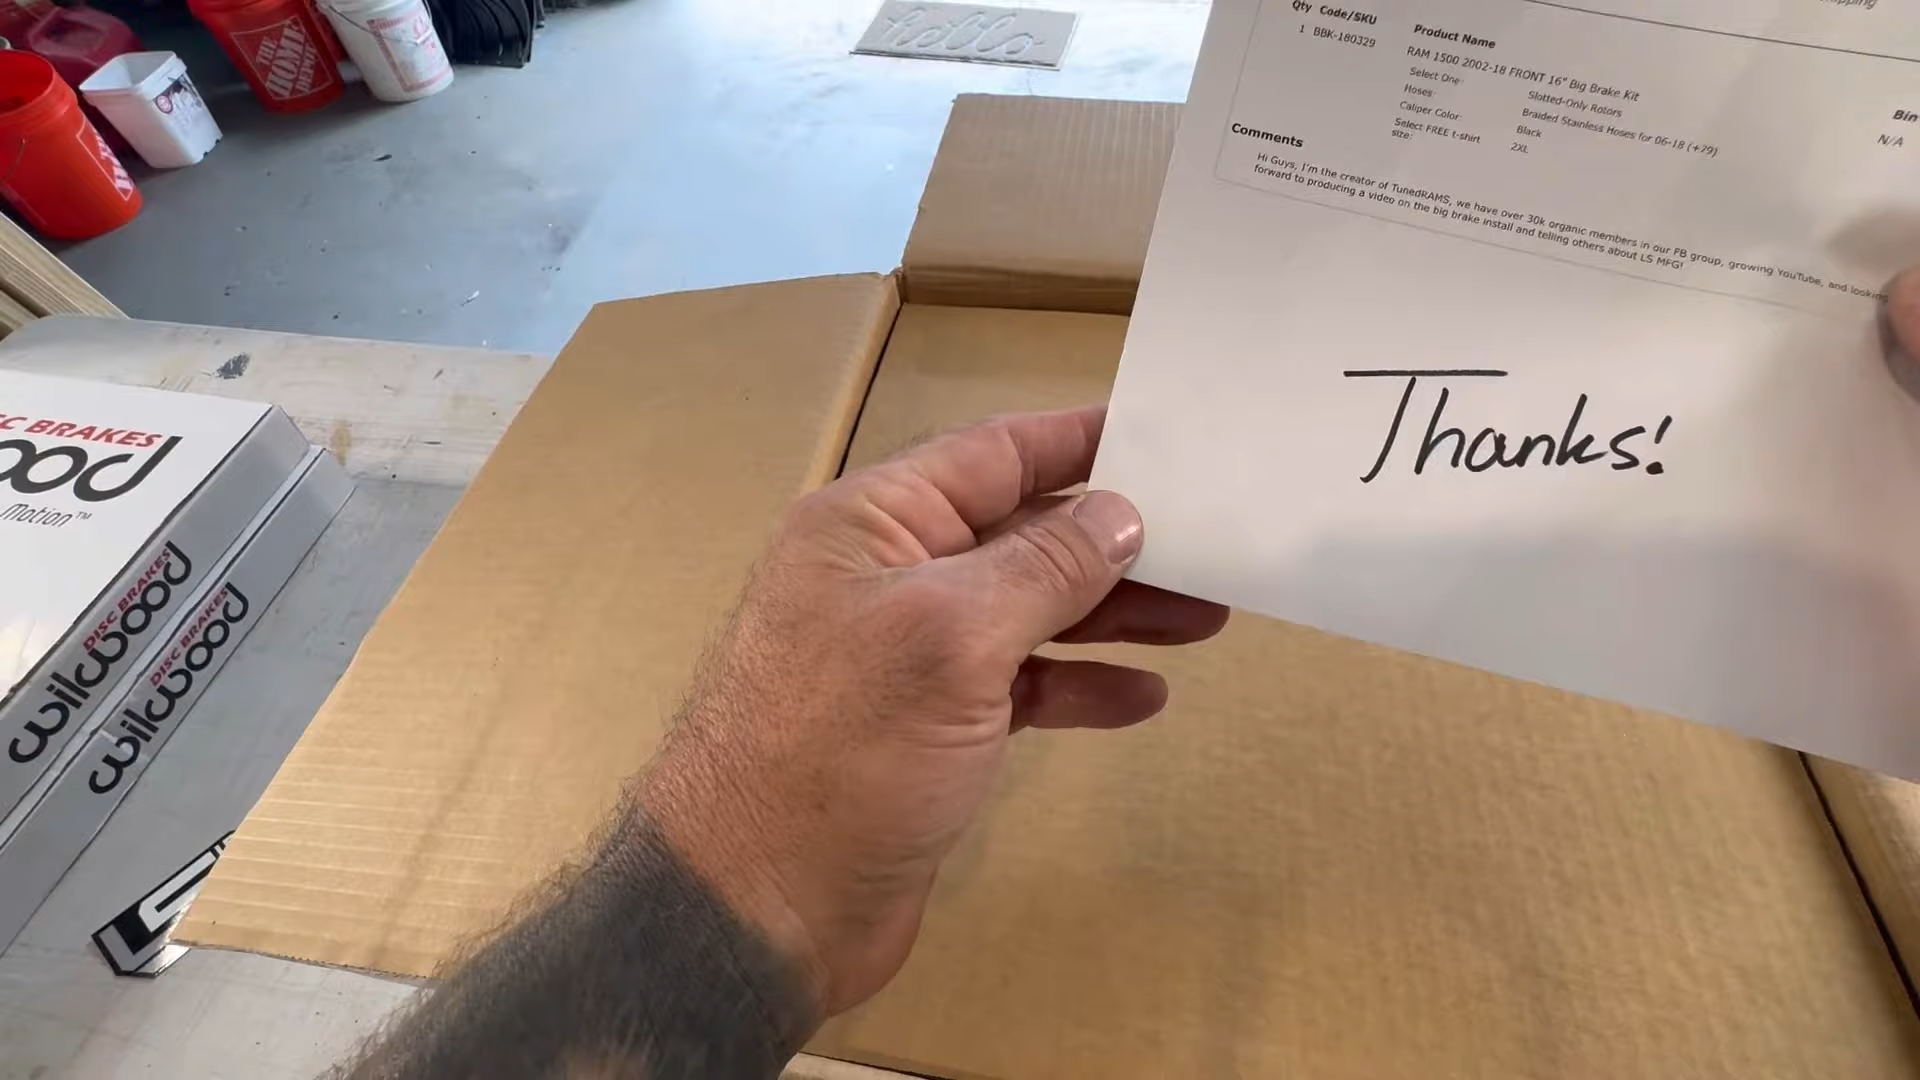 Qty Code/SKU Product Name Bin
1 BBK-180329 RAM 1500 2002-18 FRONT 16" Big Brake Kit N/A
Select One: Slotted-Only Rotors
Hoses: Braided Stainless Hoses for 06-18 (+79)
Caliper Color: Black
Select FREE t-shirt size: 2XL
Comments
Hi Guys, I'm the creator of TunedRAMS, we have over 30k organic members in our FB group, growing YouTube, and looking
forward to producing a video on the big brake install and telling others about LS MFG!
Thanks!
hello
THE HOME DEPOT
DISC BRAKES
wilwood
DISC BRAKES
wilwood
Motion™